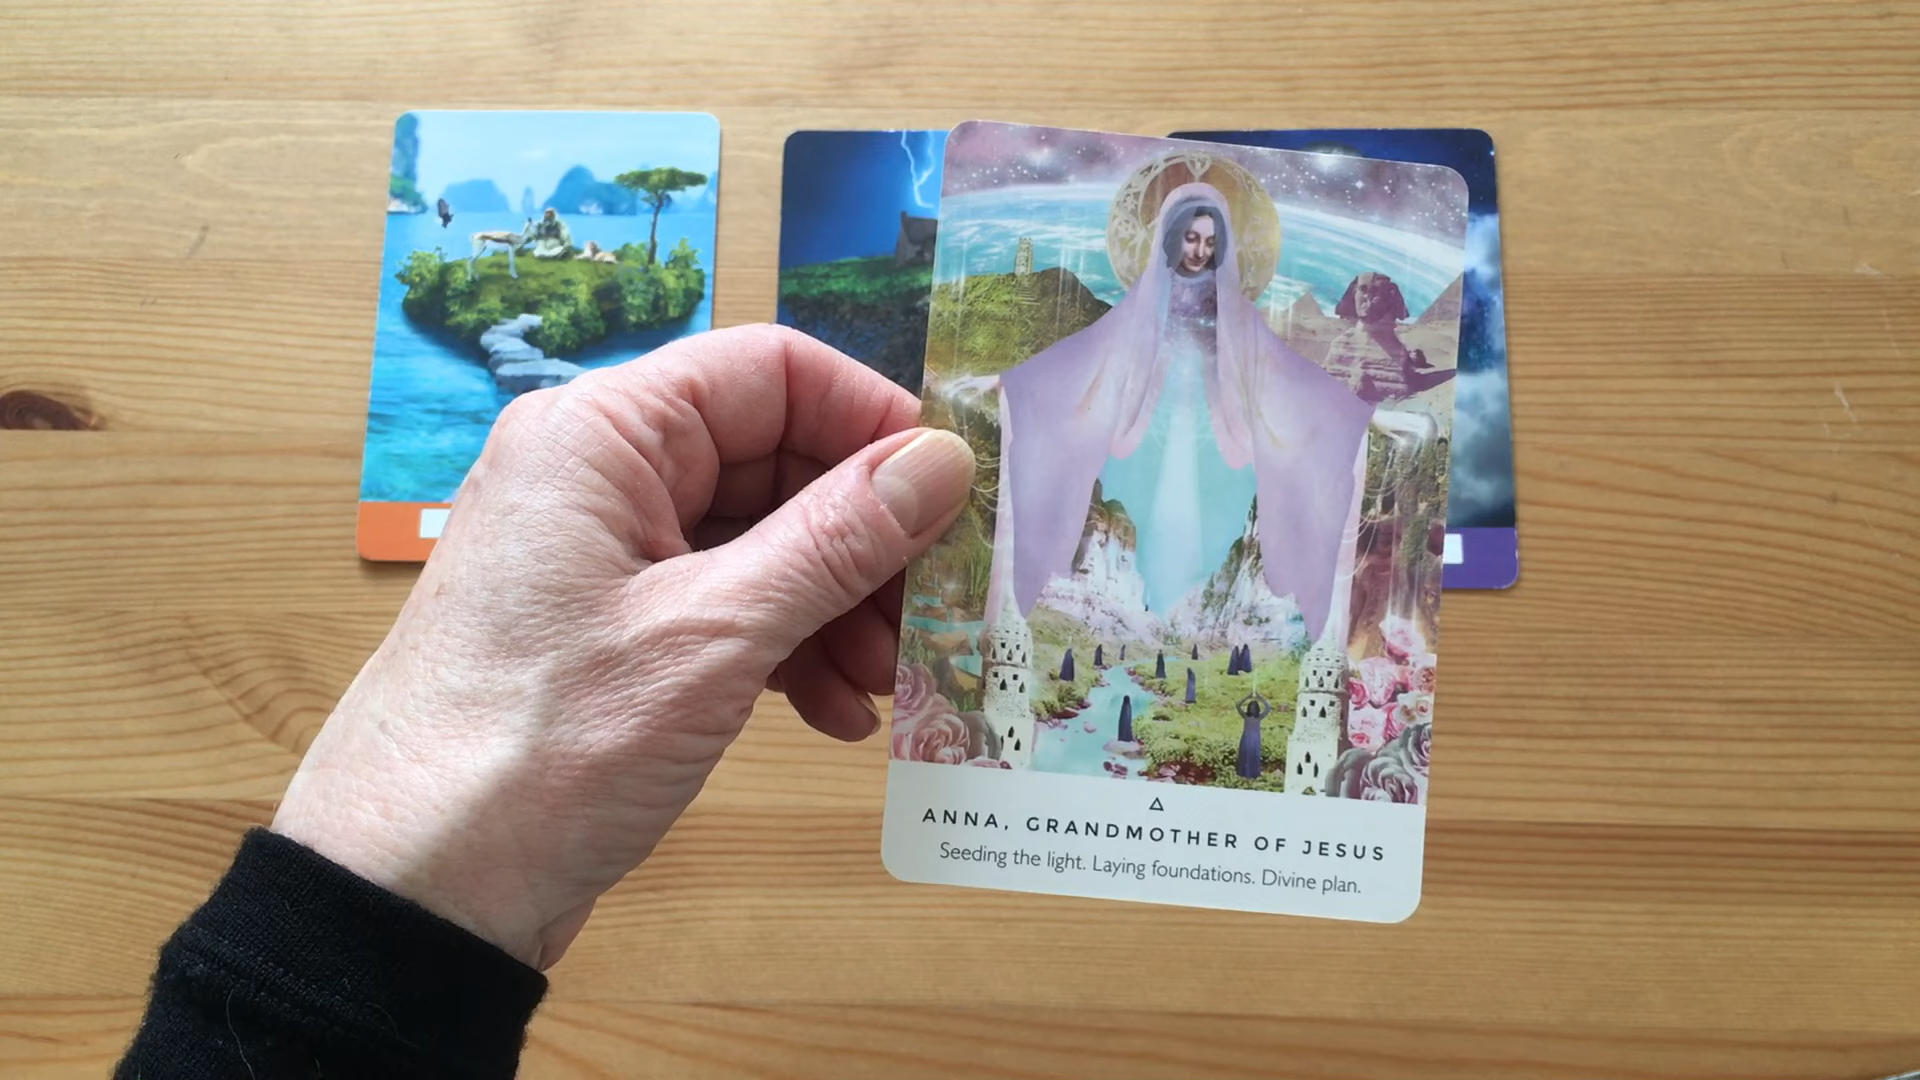 ANNA, GRANDMOTHER OF JESUS
Seeding the light. Laying foundations. Divine plan.